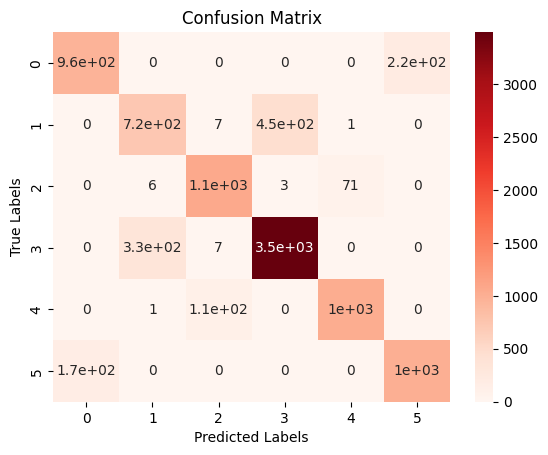 Confusion Matrix
True Labels
0 9.6e+02 0 0 0 0 2.2e+02
1 0 7.2e+02 7 4.5e+02 1 0
2 0 6 1.1e+03 3 71 0
3 0 3.3e+02 7 3.5e+03 0 0
4 0 1 1.1e+02 0 1e+03 0
5 1.7e+02 0 0 0 0 1e+03
0 1 2 3 4 5
Predicted Labels
3000
2500
2000
1500
1000
500
0